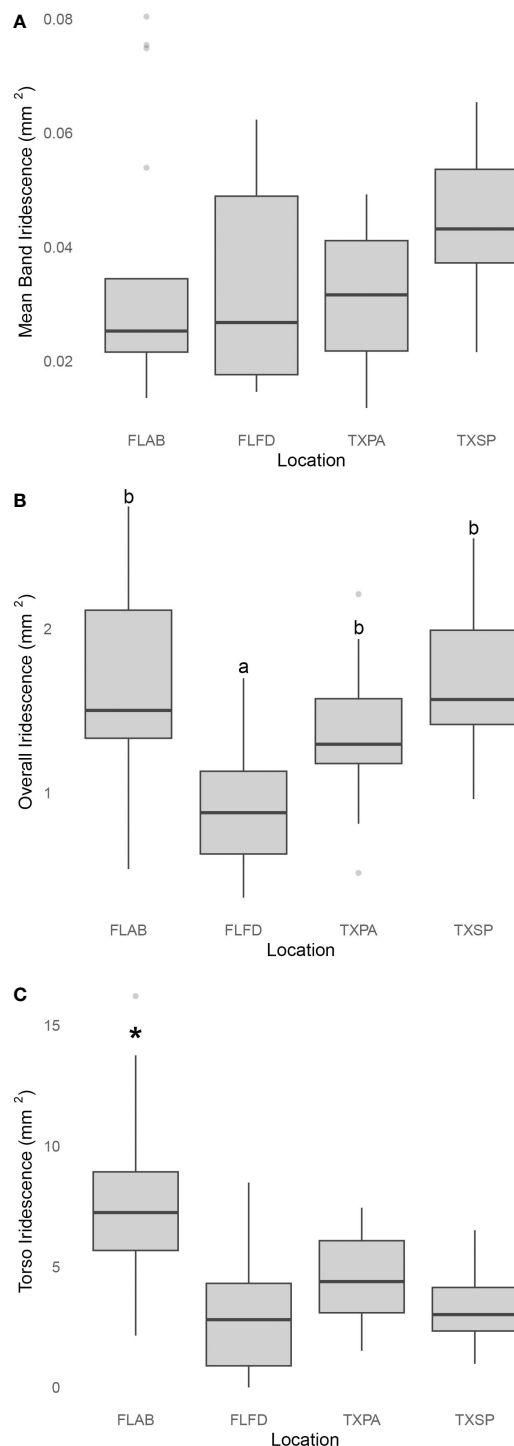 A
0.08
0.06
0.04
0.02
Mean Band Iridescence (mm ²)
FLAB FLFD TXPA TXSP
Location
B
b b
b
a
2
1
Overall Iridescence (mm ²)
FLAB FLFD TXPA TXSP
Location
C
15
*
10
5
0
Torso Iridescence (mm ²)
FLAB FLFD TXPA TXSP
Location